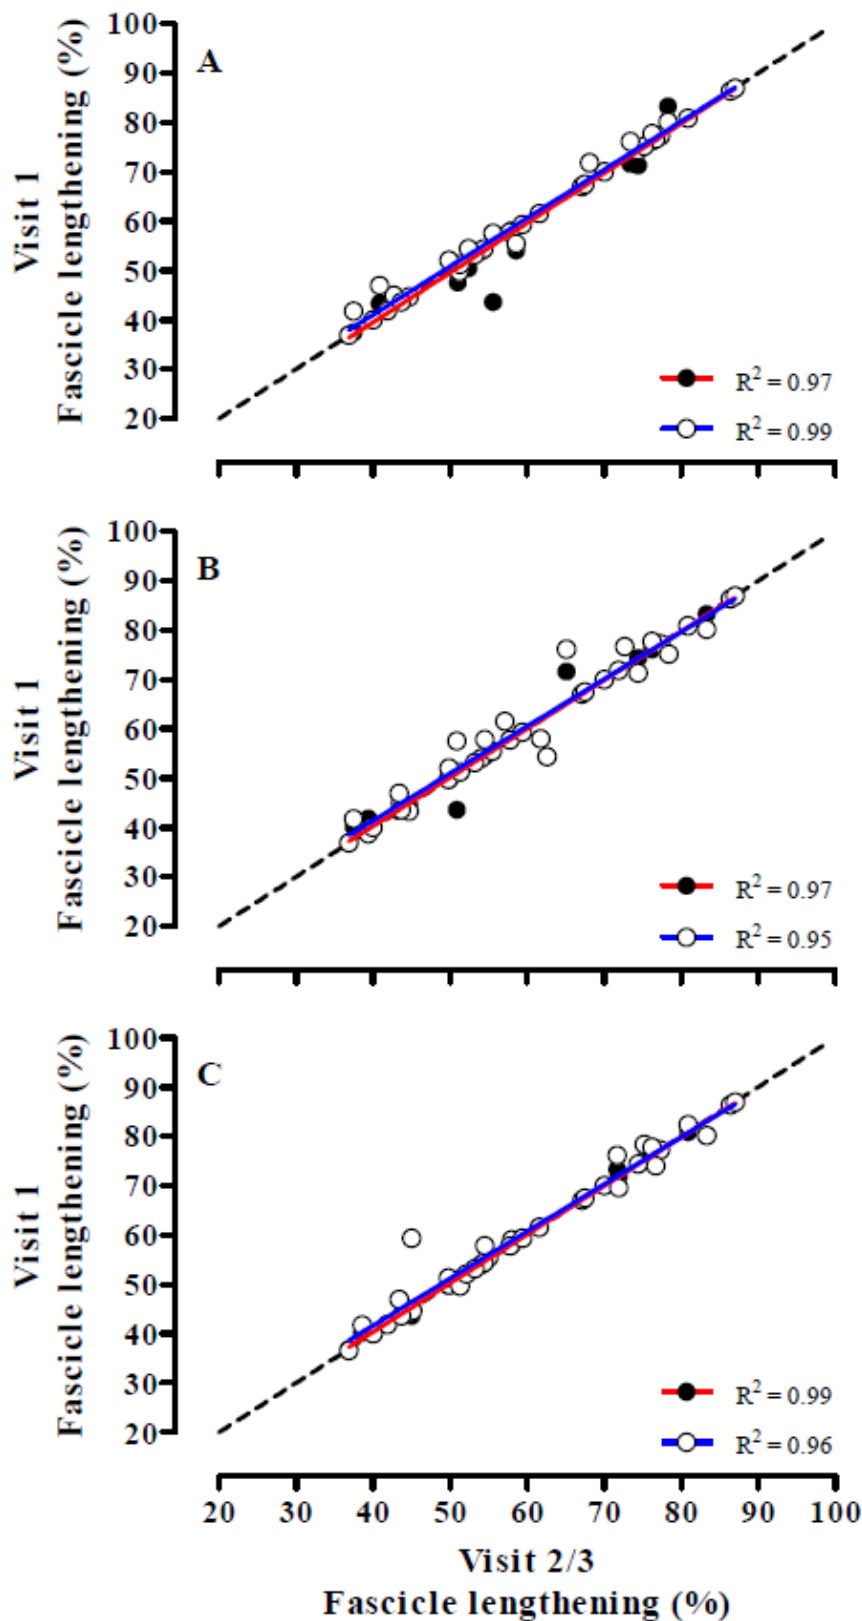 A
100
90
80
70
60
50
40
30
20
Visit 1
Fascicle lengthening (%)
R² = 0.97
R² = 0.99
B
100
90
80
70
60
50
40
30
20
Visit 1
Fascicle lengthening (%)
R² = 0.97
R² = 0.95
C
100
90
80
70
60
50
40
30
20
Visit 1
Fascicle lengthening (%)
R² = 0.99
R² = 0.96
20 30 40 50 60 70 80 90 100
Visit 2/3
Fascicle lengthening (%)